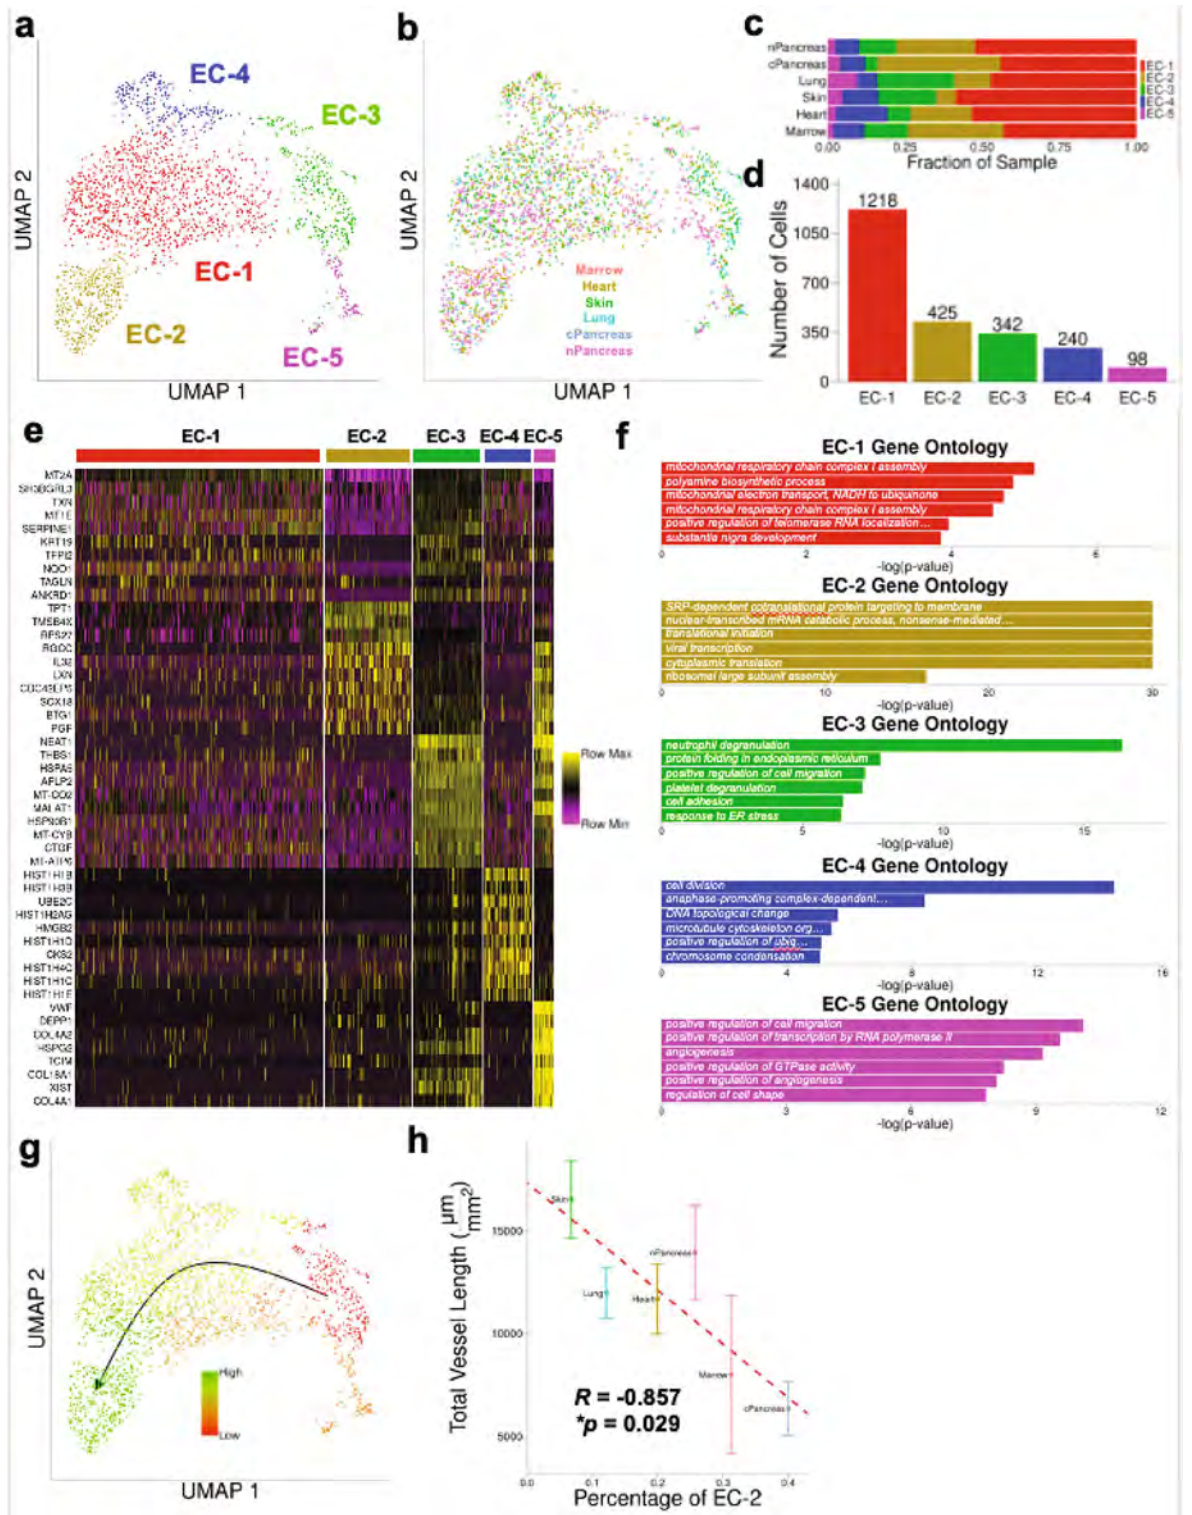 a
EC-4
EC-3
EC-1
EC-2
EC-5
UMAP 2
UMAP 1
b
Marrow
Heart
Skin
Lung
cPancreas
nPancreas
UMAP 2
UMAP 1
c
nPancreas
cPancreas
Lung
Skin
Heart
Marrow
0.00 0.25 0.50 0.75 1.00
Fraction of Sample
EC-1
EC-2
EC-3
EC-4
EC-5
d
Number of Cells
1400
1050
700
350
0
1218
425
342
240
98
EC-1 EC-2 EC-3 EC-4 EC-5
e
EC-1 EC-2 EC-3 EC-4 EC-5
MT2A
SH3BGRL3
TXN
MT1E
SERPINE1
KRT19
TFPI2
NQO1
TAGLN
ANKRD1
TPT1
TMSB4X
RPS27
RGCC
IL32
LXN
CDC42EP3
SOX18
BTG1
PGF
NEAT1
THBS1
HSPA5
APLP2
MT-CO2
MALAT1
HSP90B1
MT-CYB
CTGF
MT-ATP6
HIST1H1B
HIST1H3B
UBE2C
HIST1H2AG
HMGB2
HIST1H1D
CKS2
HIST1H4C
HIST1H1C
HIST1H1E
VWF
DEPP1
COL4A2
HSPG2
TCIM
COL18A1
XIST
COL4A1
Row Max
Row Min
f
EC-1 Gene Ontology
mitochondrial respiratory chain complex I assembly
polyamine biosynthetic process
mitochondrial electron transport, NADH to ubiquinone
mitochondrial respiratory chain complex I assembly
positive regulation of telomerase RNA localization...
substantia nigra development
0 2 4 6
-log(p-value)
EC-2 Gene Ontology
SRP-dependent cotranslational protein targeting to membrane
nuclear-transcribed mRNA catabolic process, nonsense-mediated...
translational initiation
viral transcription
cytoplasmic translation
ribosomal large subunit assembly
0 10 20 30
-log(p-value)
EC-3 Gene Ontology
neutrophil degranulation
protein folding in endoplasmic reticulum
positive regulation of cell migration
platelet degranulation
cell adhesion
response to ER stress
0 5 10 15
-log(p-value)
EC-4 Gene Ontology
cell division
anaphase-promoting complex-dependent...
DNA topological change
microtubule cytoskeleton org...
positive regulation of ubiq...
chromosome condensation
0 4 8 12 16
-log(p-value)
EC-5 Gene Ontology
positive regulation of cell migration
positive regulation of transcription by RNA polymerase II
angiogenesis
positive regulation of GTPase activity
positive regulation of angiogenesis
regulation of cell shape
0 3 6 9 12
-log(p-value)
g
High
Low
UMAP 2
UMAP 1
h
Total Vessel Length (μm/mm2)
15000
10000
5000
Skin
nPancreas
Lung
Heart
Marrow
cPancreas
R = -0.857
*p = 0.029
0.0 0.1 0.2 0.3 0.4
Percentage of EC-2